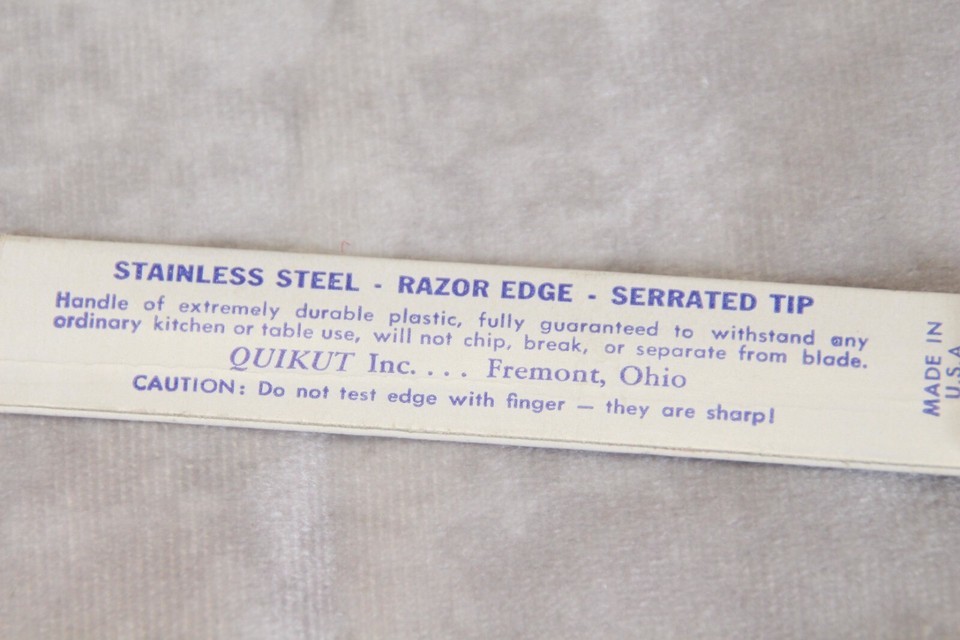 STAINLESS STEEL - RAZOR EDGE - SERRATED TIP
Handle of extremely durable plastic, fully guaranteed to withstand any
ordinary kitchen or table use, will not chip, break, or separate from blade.
QUIKUT Inc. . . . Fremont, Ohio
CAUTION: Do not test edge with finger — they are sharp!
MADE IN
U.S.A.